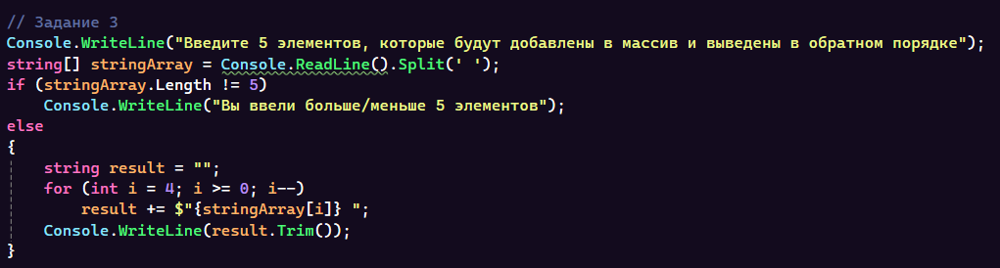 // Задание 3
Console.WriteLine("Введите 5 элементов, которые будут добавлены в массив и выведены в обратном порядке");
string[] stringArray = Console.ReadLine().Split(' ');
if (stringArray.Length != 5)
    Console.WriteLine("Вы ввели больше/меньше 5 элементов");
else
{
    string result = "";
    for (int i = 4; i >= 0; i--)
        result += $"{stringArray[i]} ";
    Console.WriteLine(result.Trim());
}